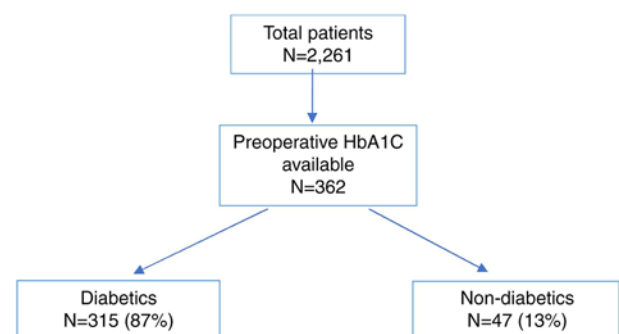 Total patients
N=2,261
Preoperative HbA1C
available
N=362
Diabetics
N=315 (87%)
Non-diabetics
N=47 (13%)